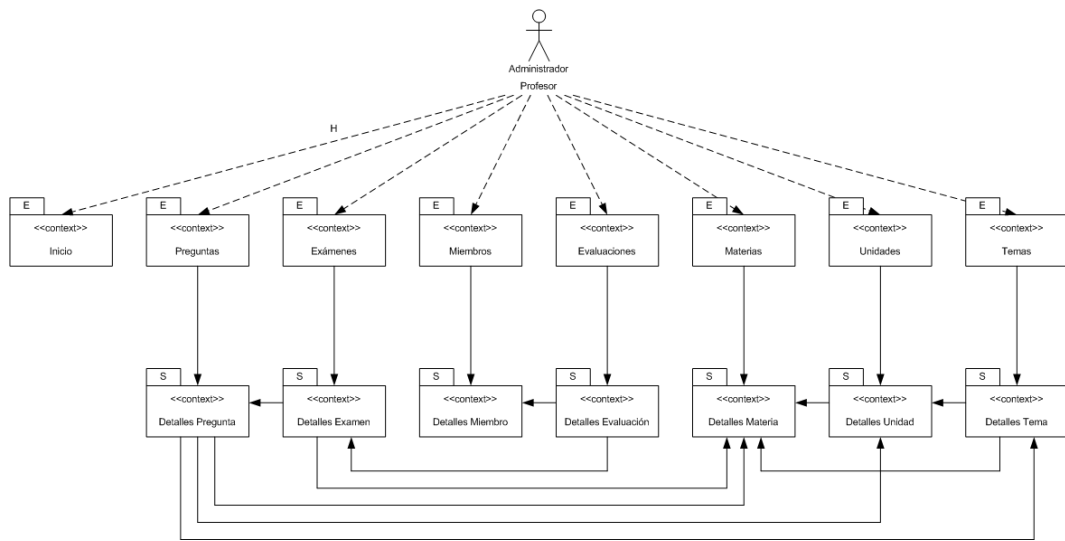 Administrador
Profesor
H
E
<<context>>
Inicio
E
<<context>>
Preguntas
E
<<context>>
Exámenes
E
<<context>>
Miembros
E
<<context>>
Evaluaciones
E
<<context>>
Materias
E
<<context>>
Unidades
E
<<context>>
Temas
S
<<context>>
Detalles Pregunta
S
<<context>>
Detalles Examen
S
<<context>>
Detalles Miembro
S
<<context>>
Detalles Evaluación
S
<<context>>
Detalles Materia
S
<<context>>
Detalles Unidad
S
<<context>>
Detalles Tema